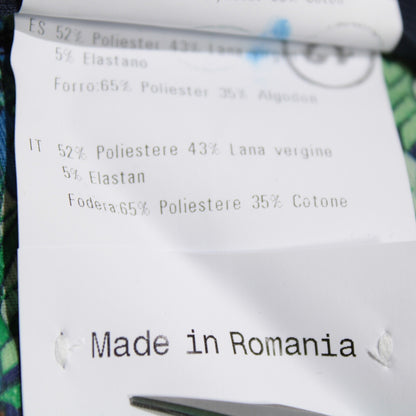 ES 52% Poliester 43% Lana
5% Elastano
Forro:65% Poliester 35% Algodon
IT 52% Poliestere 43% Lana vergine
5% Elastan
Fodera:65% Poliestere 35% Cotone
Made in Romania